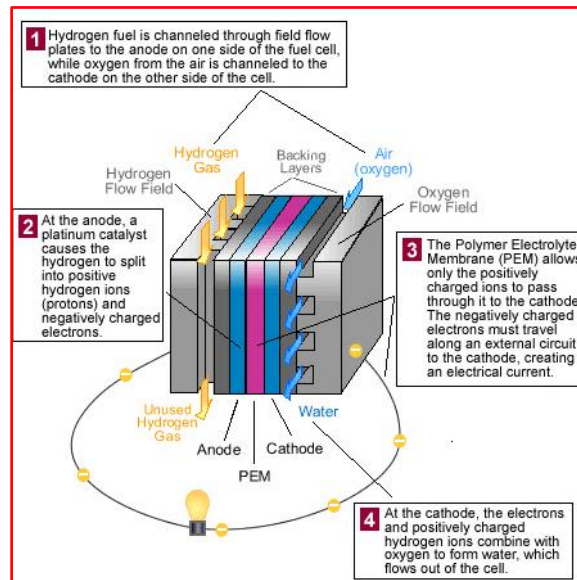 1 Hydrogen fuel is channeled through field flow
plates to the anode on one side of the fuel cell,
while oxygen from the air is channeled to the
cathode on the other side of the cell.
Hydrogen
Gas
Backing
Layers
Air
(oxygen)
Hydrogen
Flow Field
Oxygen
Flow Field
2 At the anode, a
platinum catalyst
causes the
hydrogen to split
into positive
hydrogen ions
(protons) and
negatively charged
electrons.
3 The Polymer Electrolyte
Membrane (PEM) allows
only the positively
charged ions to pass
through it to the cathode.
The negatively charged
electrons must travel
along an external circuit
to the cathode, creating
an electrical current.
Unused
Hydrogen
Gas
Water
Anode
Cathode
PEM
4 At the cathode, the electrons
and positively charged
hydrogen ions combine with
oxygen to form water, which
flows out of the cell.